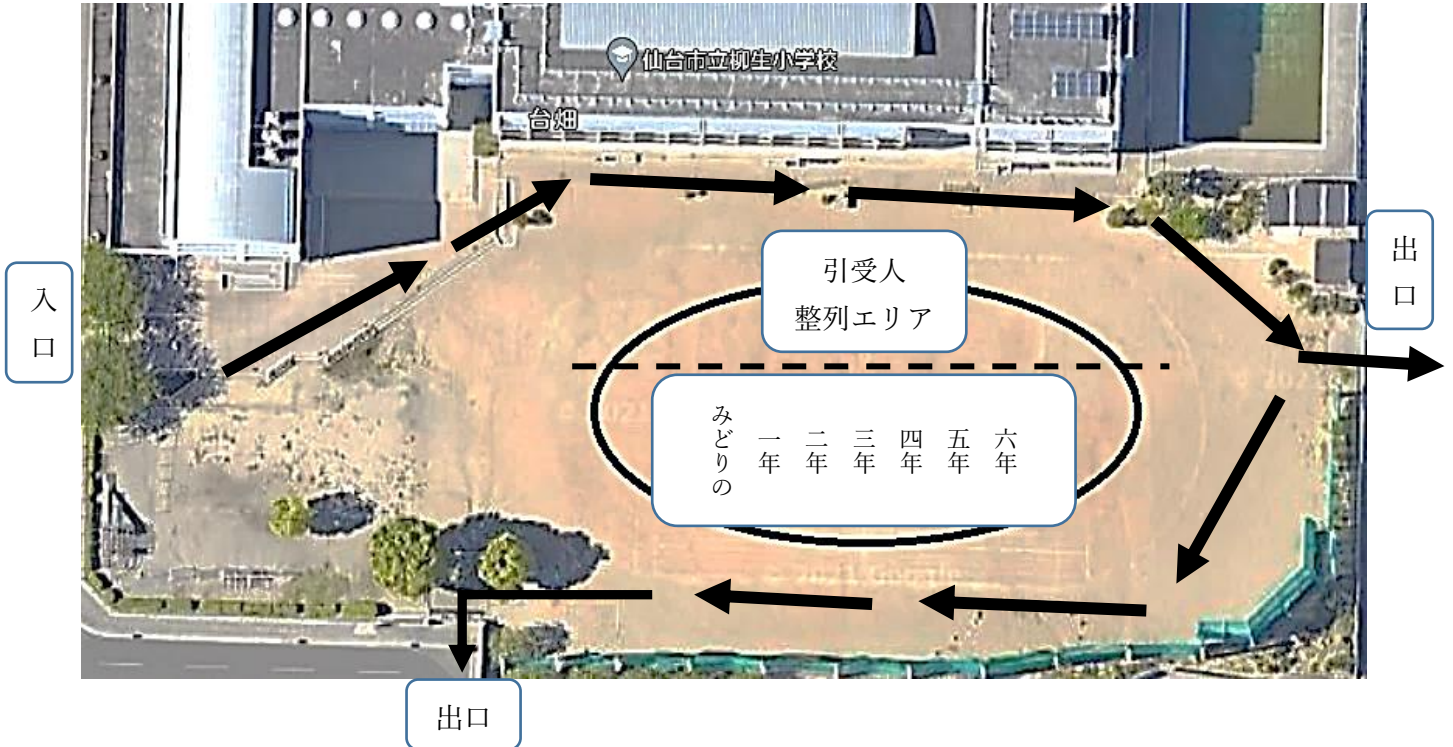 仙台市立柳生小学校
台畑
入口
出口
引受人
整列エリア
みどりの
一年
二年
三年
四年
五年
六年
出口